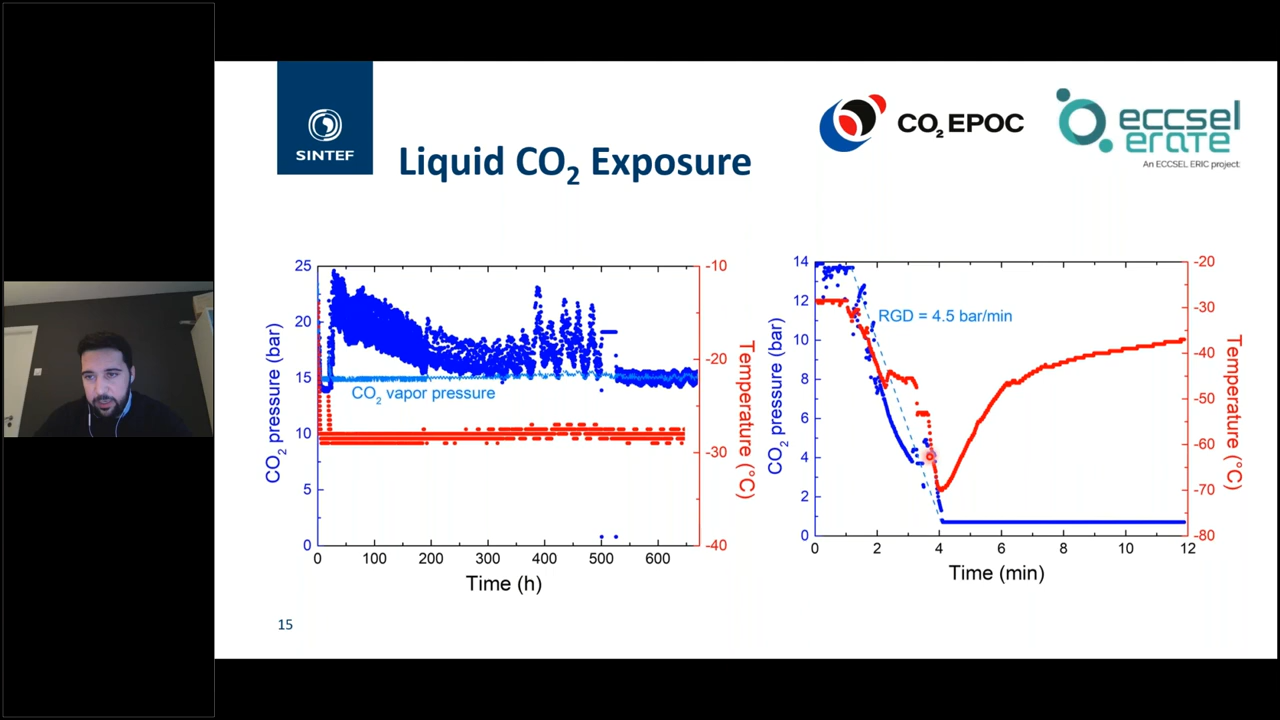 SINTEF
Liquid CO2 Exposure
CO2 EPOC
eccsel
erate
An ECCSEL ERIC project
25
20
15
10
5
0
CO2 pressure (bar)
CO2 vapor pressure
-10
-20
-30
-40
Temperature (°C)
0 100 200 300 400 500 600
Time (h)
14
12
10
8
6
4
2
0
CO2 pressure (bar)
RGD = 4.5 bar/min
-20
-30
-40
-50
-60
-70
-80
Temperature (°C)
0 2 4 6 8 10 12
Time (min)
15